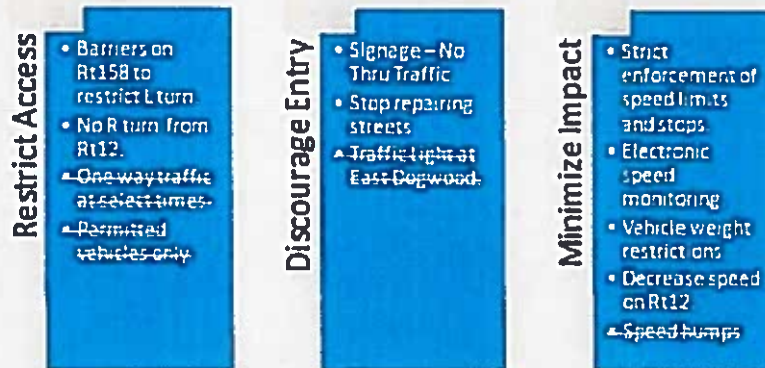 Restrict Access
• Barriers on
Rt158 to
restrict L turn
• No R turn from
Rt12.
• One way traffic
at select times.
• Permitted
vehicles only
Discourage Entry
• Signage – No
Thru Traffic
• Stop repairing
streets
• Traffic Light at
East Dogwood.
Minimize Impact
• Strict
enforcement of
speed limits
and stops.
• Electronic
speed
monitoring
• Vehicle weight
restrictions
• Decrease speed
on Rt12
• Speed humps